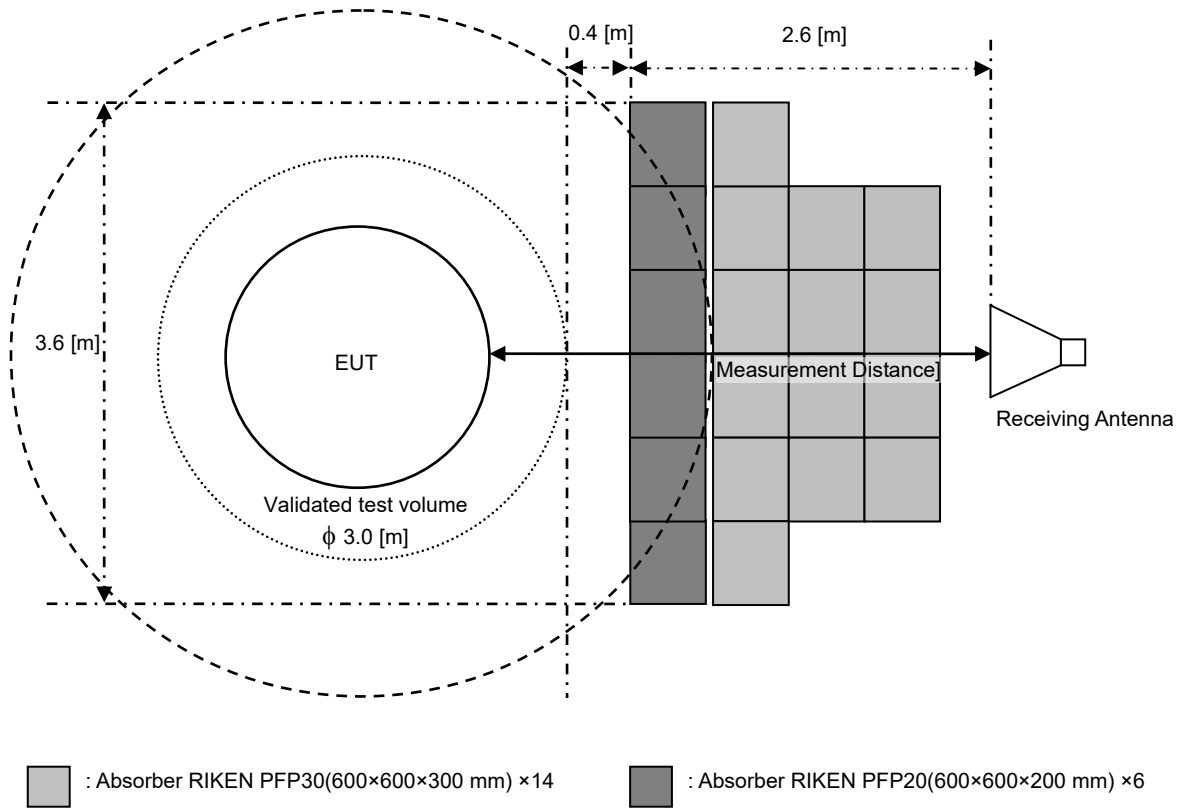 0.4 [m]
2.6 [m]
3.6 [m]
EUT
Measurement Distance]
Receiving Antenna
Validated test volume
ϕ 3.0 [m]
: Absorber RIKEN PFP30(600×600×300 mm) ×14
: Absorber RIKEN PFP20(600×600×200 mm) ×6